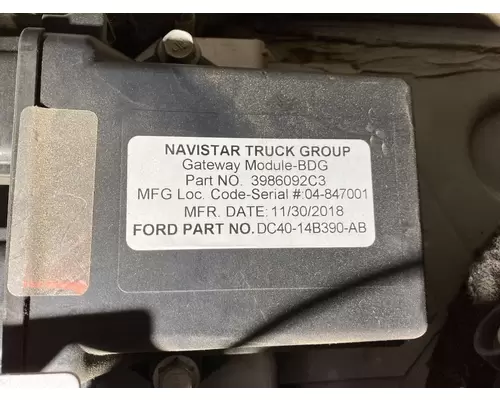 NAVISTAR TRUCK GROUP
Gateway Module-BDG
Part NO. 3986092C3
MFG Loc. Code-Serial #:04-847001
MFR. DATE:11/30/2018
FORD PART NO.DC40-14B390-AB